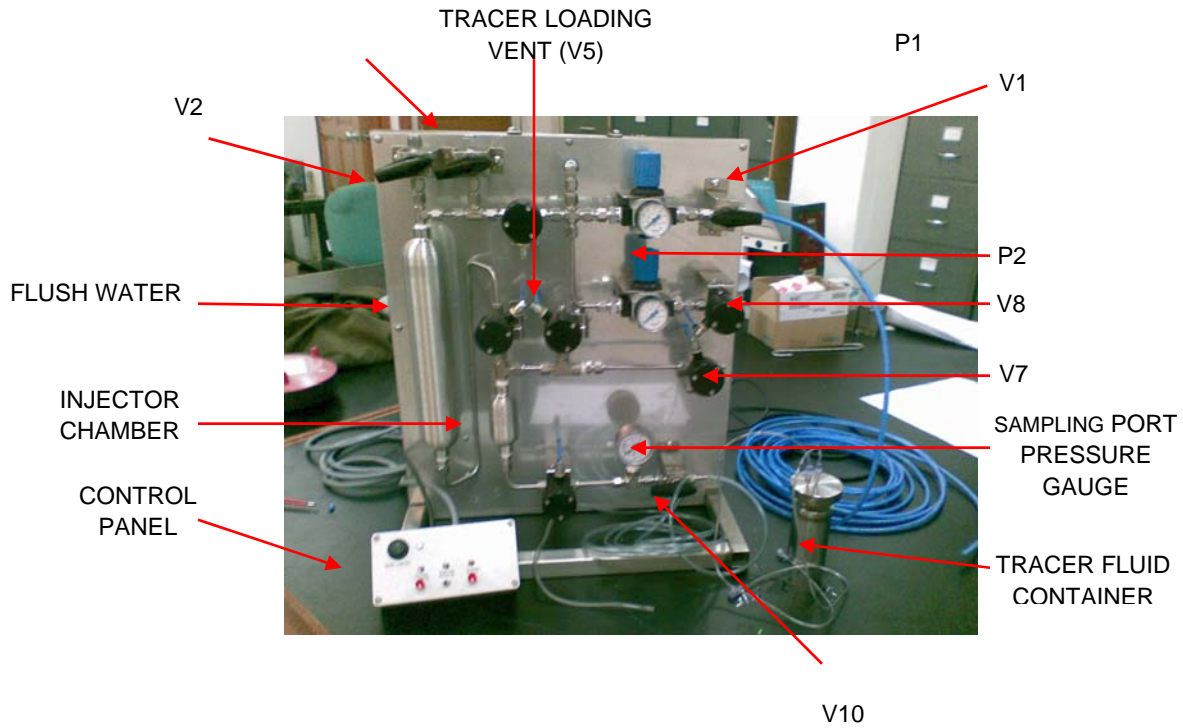 TRACER LOADING
VENT (V5)
P1
V1
V2
P2
FLUSH WATER
V8
V7
INJECTOR
CHAMBER
SAMPLING PORT
PRESSURE
GAUGE
CONTROL
PANEL
TRACER FLUID
CONTAINER
V10